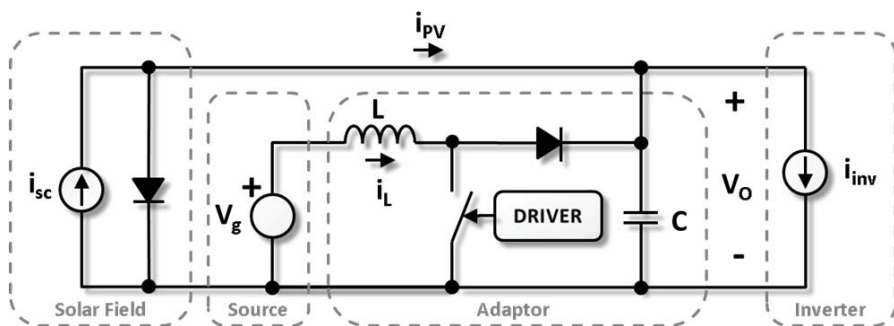 i_PV
L
i_sc
+
V_g
i_L
DRIVER
C
+
V_O
-
i_inv
Solar Field
Source
Adaptor
Inverter